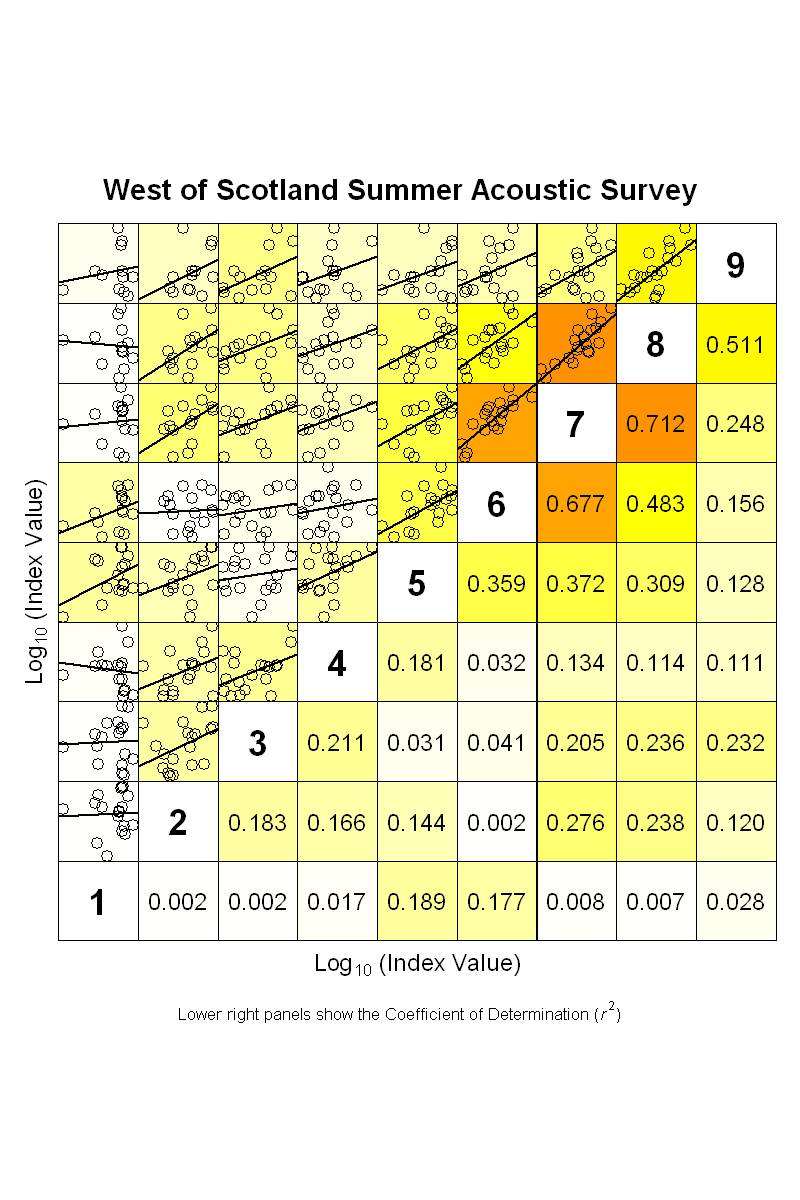 West of Scotland Summer Acoustic Survey
9
8 0.511
7 0.712 0.248
6 0.677 0.483 0.156
5 0.359 0.372 0.309 0.128
4 0.181 0.032 0.134 0.114 0.111
3 0.211 0.031 0.041 0.205 0.236 0.232
2 0.183 0.166 0.144 0.002 0.276 0.238 0.120
1 0.002 0.002 0.017 0.189 0.177 0.008 0.007 0.028
Log₁₀ (Index Value)
Log₁₀ (Index Value)
Lower right panels show the Coefficient of Determination (r²)